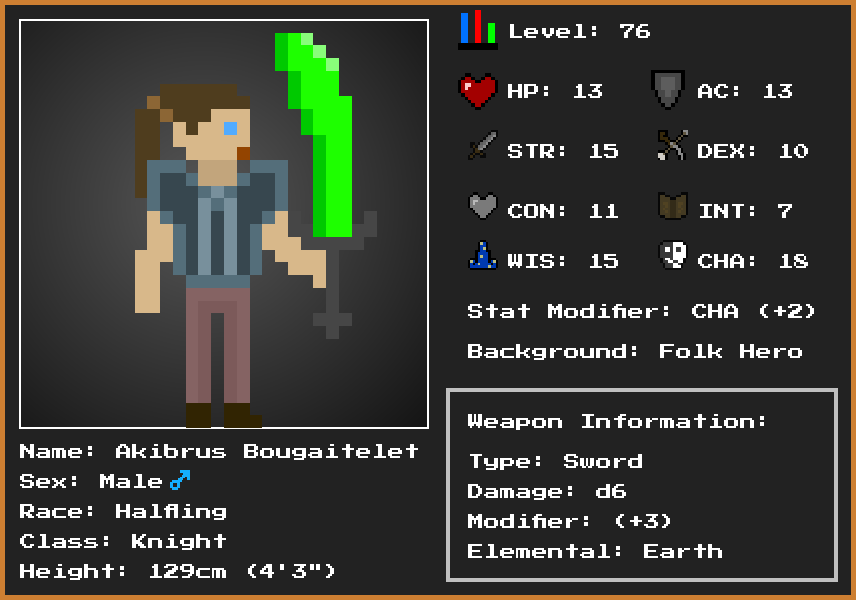 Level: 76
HP: 13
AC: 13
STR: 15
DEX: 10
CON: 11
INT: 7
WIS: 15
CHA: 18
Stat Modifier: CHA (+2)
Background: Folk Hero
Weapon Information:
Type: Sword
Damage: d6
Modifier: (+3)
Elemental: Earth
Name: Akibrus Bougaitelet
Sex: Male♂
Race: Halfling
Class: Knight
Height: 129cm (4'3")